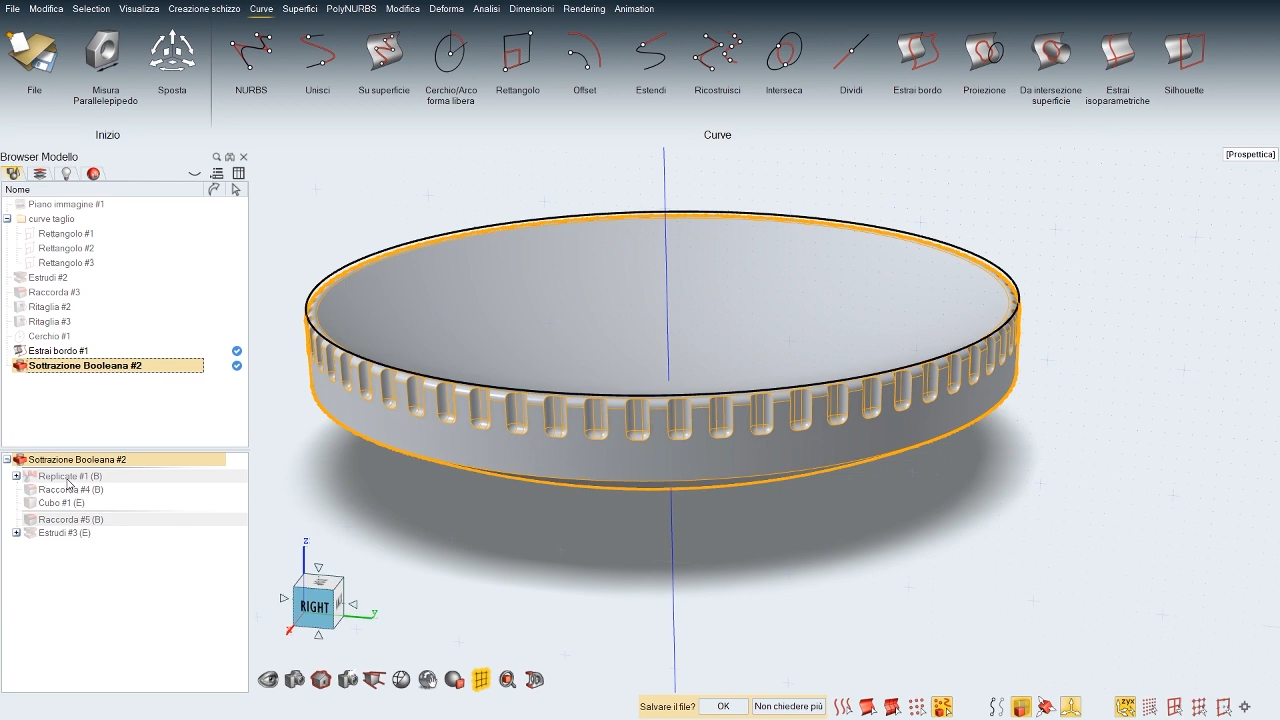 File Modifica Selection Visualizza Creazione schizzo Curve Superfici PolyNURBS Modifica Deforma Analisi Dimensioni Rendering Animation
File Misura Parallelepipedo Sposta NURBS Unisci Su superficie Cerchio/Arco forma libera Rettangolo Offset Estendi Ricostruisci Interseca Dividi Estrai bordo Proiezione Da intersezione superficie Estrai isoparametriche Silhouette
Inizio Curve
Browser Modello
[Prospettica]
Nome
Piano immagine #1
curve taglio
Rettangolo #1
Rettangolo #2
Rettangolo #3
Estrudi #2
Raccorda #3
Ritaglia #2
Ritaglia #3
Cerchio #1
Estrai bordo #1
Sottrazione Booleana #2
Sottrazione Booleana #2
Replicate #1 (B)
Raccorda #4 (B)
Cubo #1 (E)
Raccorda #5 (B)
Estrudi #3 (E)
z
RIGHT
y
x
Salvare il file? OK Non chiedere più
zyx